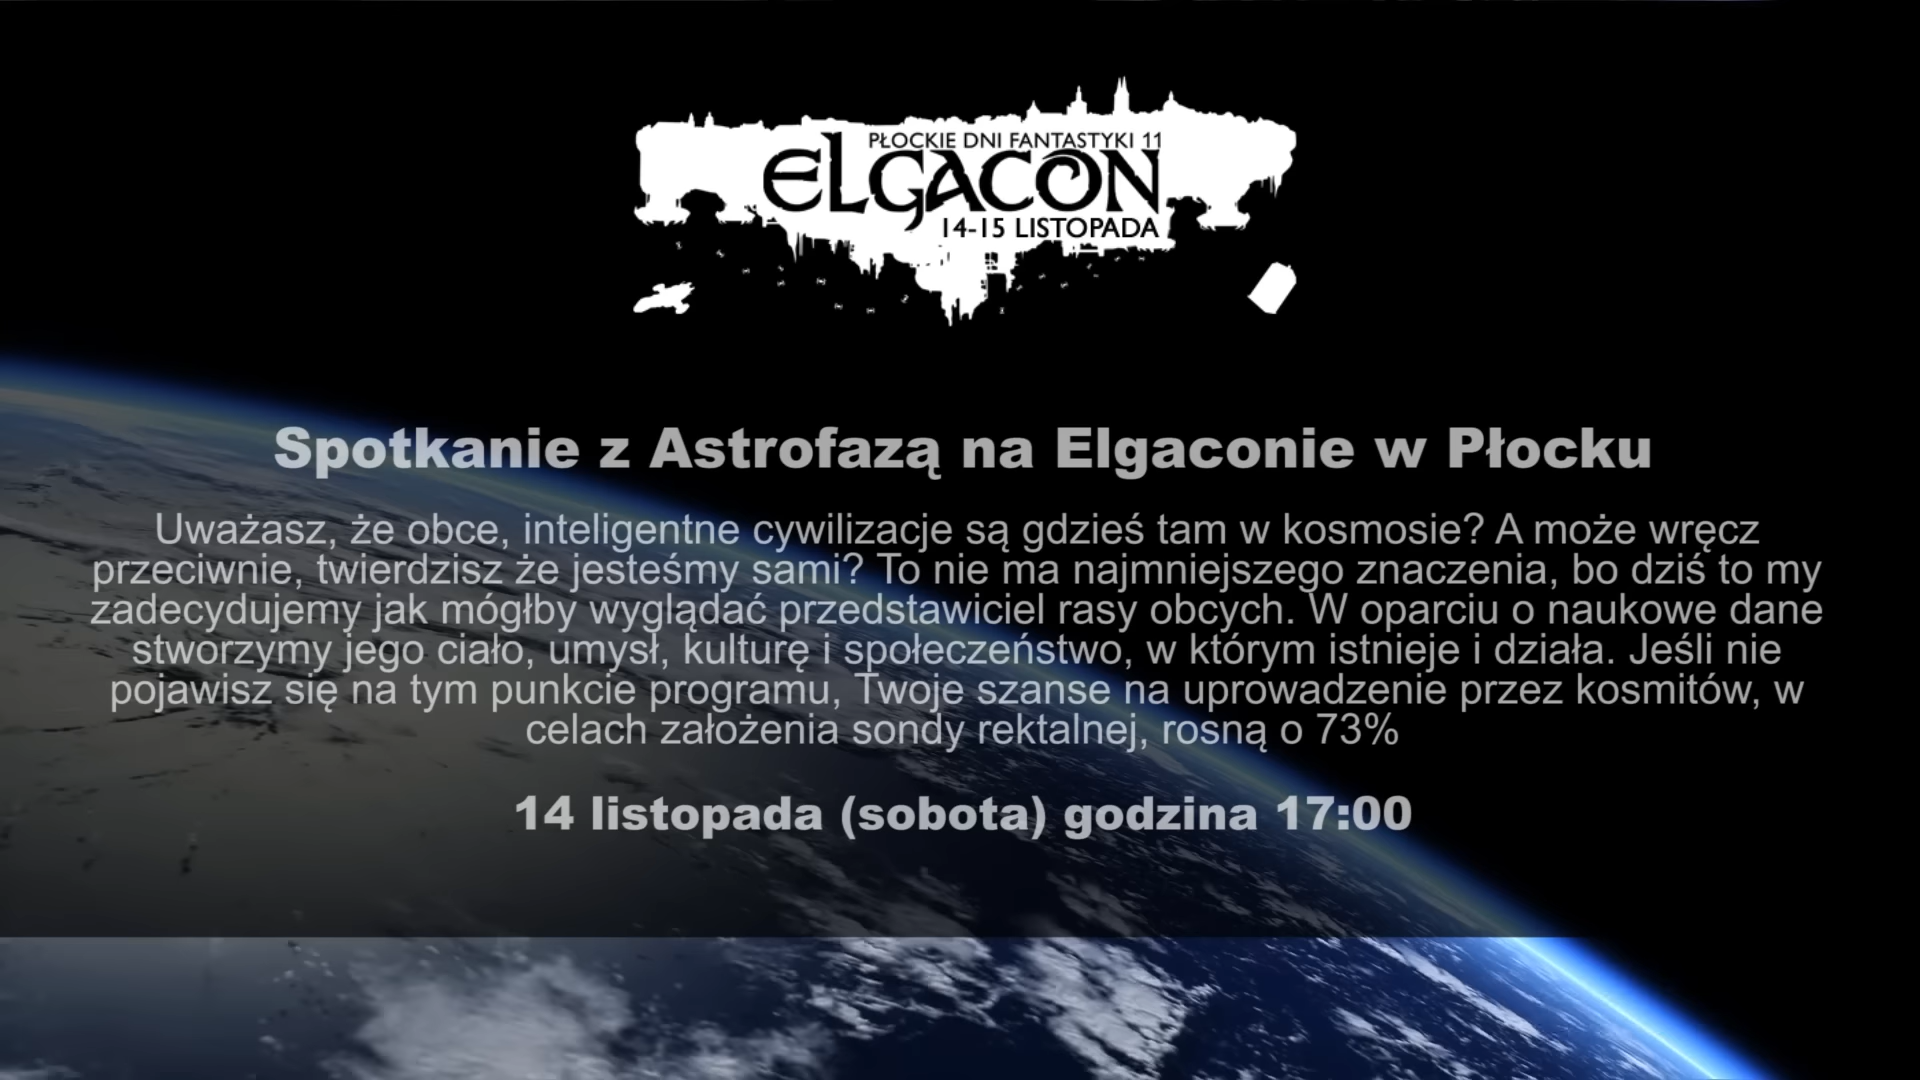 PŁOCKIE DNI FANTASTYKI 11
ELGACON
14-15 LISTOPADA
Spotkanie z Astrofazą na Elgaconie w Płocku
Uważasz, że obce, inteligentne cywilizacje są gdzieś tam w kosmosie? A może wręcz
przeciwnie, twierdzisz że jesteśmy sami? To nie ma najmniejszego znaczenia, bo dziś to my
zadecydujemy jak mógłby wyglądać przedstawiciel rasy obcych. W oparciu o naukowe dane
stworzymy jego ciało, umysł, kulturę i społeczeństwo, w którym istnieje i działa. Jeśli nie
pojawisz się na tym punkcie programu, Twoje szanse na uprowadzenie przez kosmitów, w
celach założenia sondy rektalnej, rosną o 73%
14 listopada (sobota) godzina 17:00